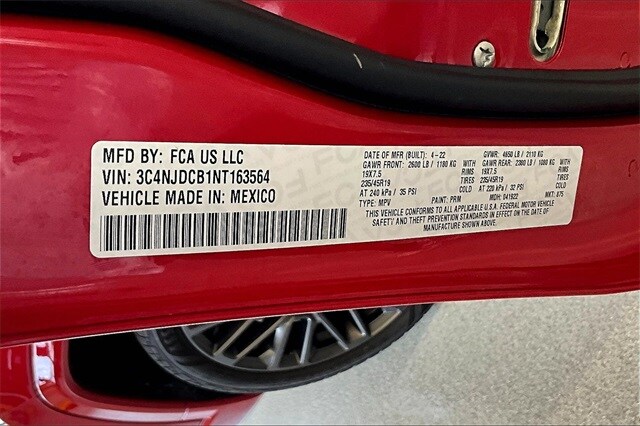 MFD BY: FCA US LLC
VIN: 3C4NJDCB1NT163564
VEHICLE MADE IN: MEXICO
DATE OF MFR (BUILT): 4-22 GVWR: 4650 LB / 2110 KG
GAWR FRONT: 2600 LB / 1180 KG WITH GAWR REAR: 2380 LB / 1080 KG WITH
19X7.5 RIMS 19X7.5 RIMS
235/45R19 TIRES 235/45R19 TIRES
AT 240 kPa / 35 PSI AT 220 kPa / 32 PSI
TYPE: MPV PAINT: PRM MDH: 041922 MKT: 875
THIS VEHICLE CONFORMS TO ALL APPLICABLE U.S.A. FEDERAL MOTOR VEHICLE
SAFETY AND THEFT PREVENTION STANDARDS IN EFFECT ON THE DATE OF
MANUFACTURE SHOWN ABOVE.